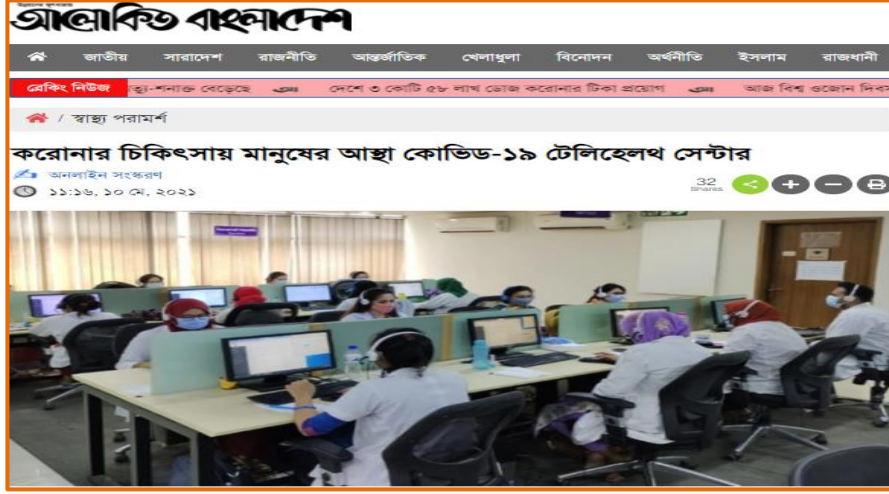 আলোকিত বাংলাদেশ
জাতীয় সারাদেশ রাজনীতি আন্তর্জাতিক খেলাধুলা বিনোদন অর্থনীতি ইসলাম রাজধানী
ব্রেকিং নিউজ ত্যু-শনাক্ত বেড়েছে দেশে ৩ কোটি ৫৮ লাখ ডোজ করোনার টিকা প্রয়োগ আজ বিশ্ব ওজোন দিবস
/ স্বাস্থ্য পরামর্শ
করোনার চিকিৎসায় মানুষের আস্থা কোভিড-১৯ টেলিহেলথ সেন্টার
অনলাইন সংস্করণ
১১:১৬, ১০ মে, ২০২১
32
Shares